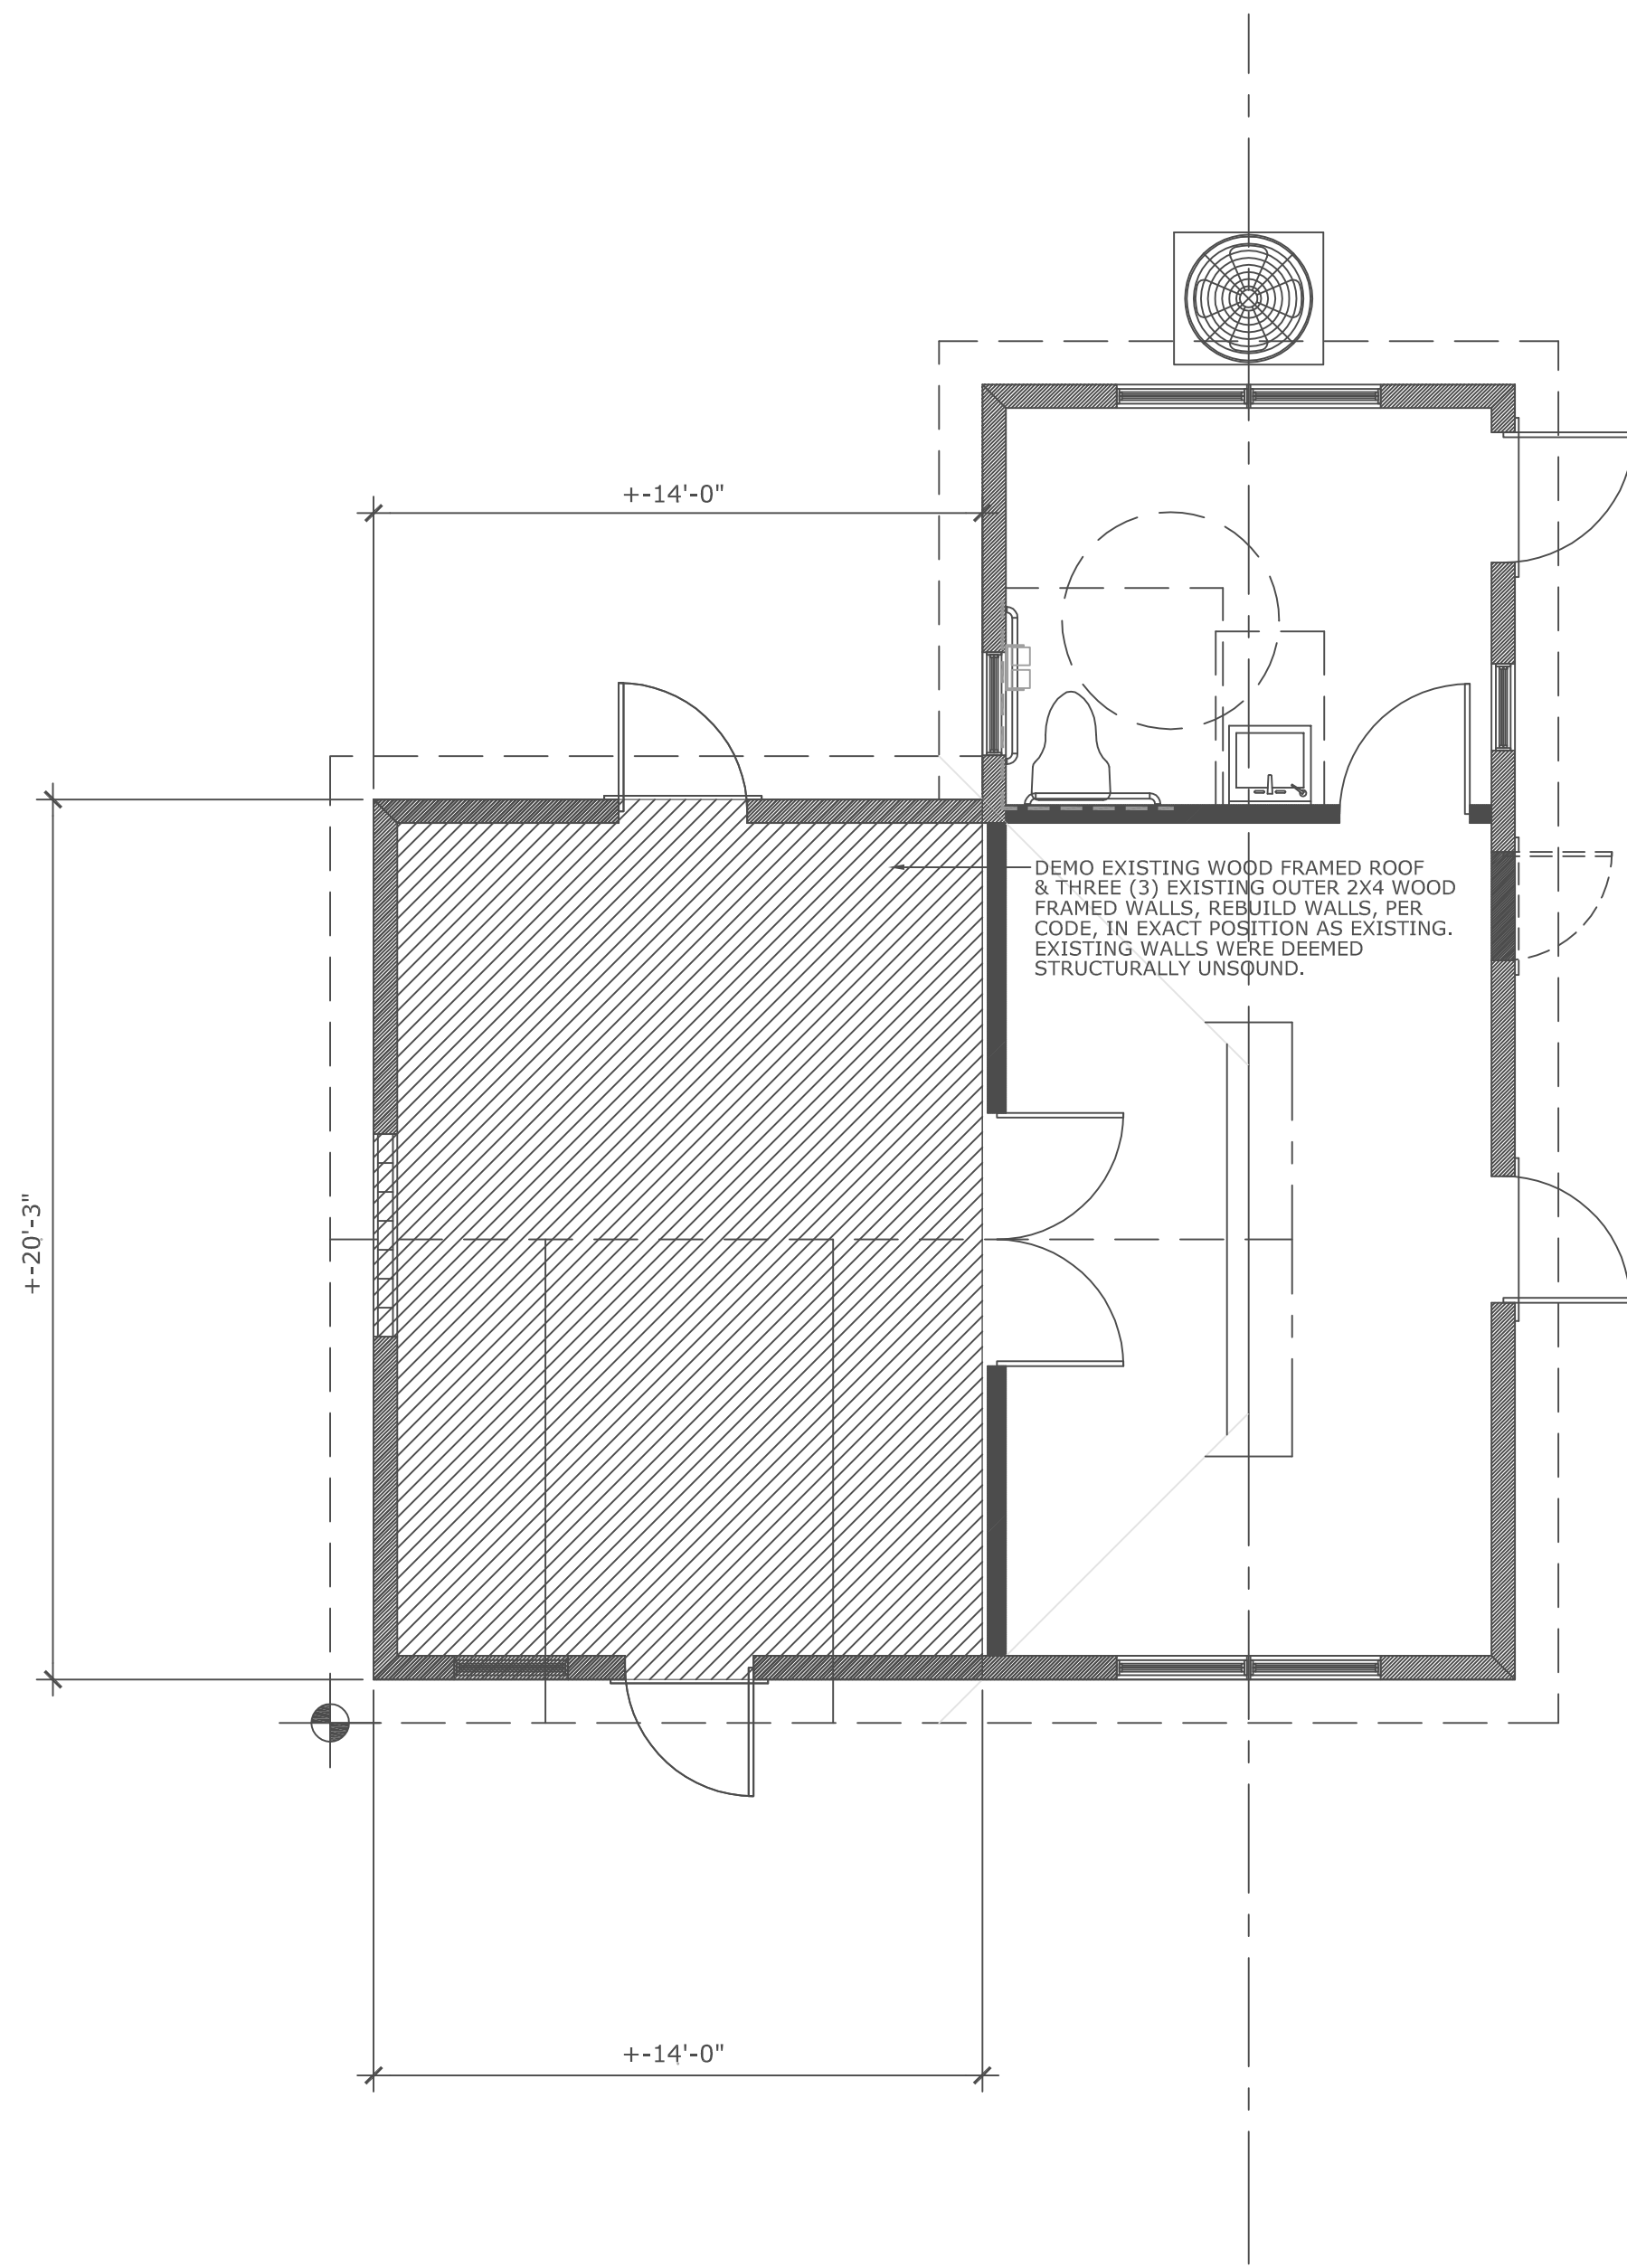 +-14'-0"
DEMO EXISTING WOOD FRAMED ROOF
& THREE (3) EXISTING OUTER 2X4 WOOD
FRAMED WALLS, REBUILD WALLS, PER
CODE, IN EXACT POSITION AS EXISTING.
EXISTING WALLS WERE DEEMED
STRUCTURALLY UNSOUND.
+-20'-3"
+-14'-0"